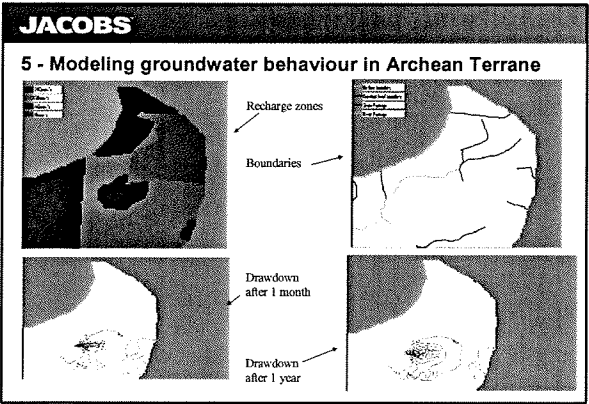 JACOBS
5 - Modeling groundwater behaviour in Archean Terrane
Recharge zones
Boundaries
Drawdown
after 1 month
Drawdown
after 1 year